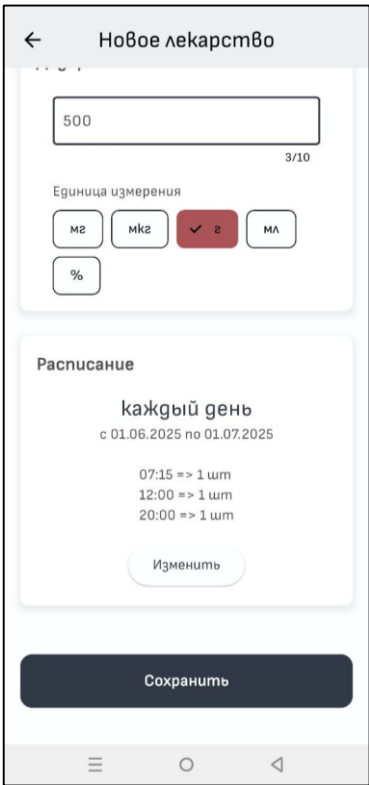 Новое лекарство
500
3/10
Единица измерения
мг мкг г мл
%
Расписание
каждый день
с 01.06.2025 по 01.07.2025
07:15 => 1 шт
12:00 => 1 шт
20:00 => 1 шт
Изменить
Сохранить